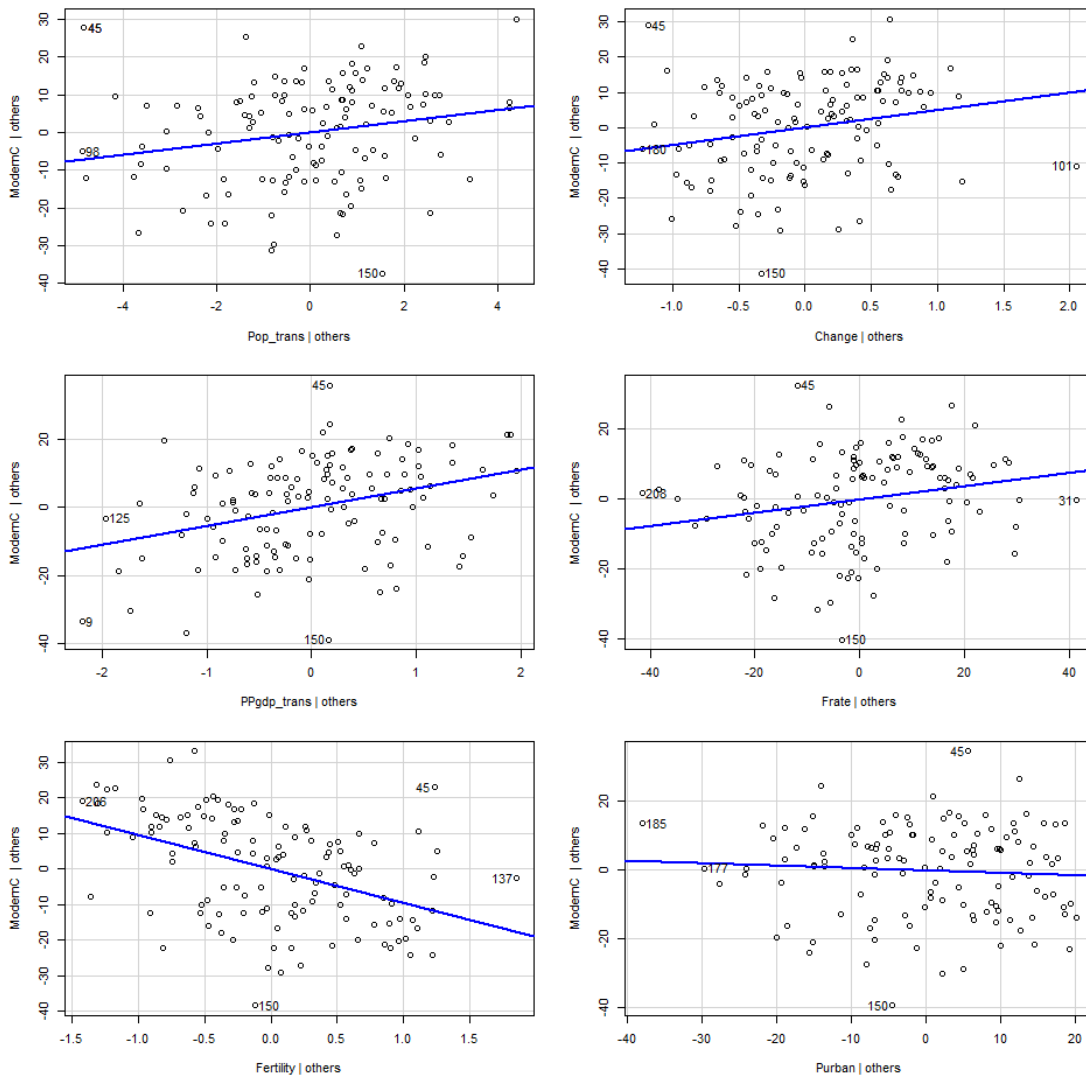 45 98 150
-40 -30 -20 -10 0 10 20 30
-4 -2 0 2 4
ModernC | others
Pop_trans | others
45 180 101 150
-40 -30 -20 -10 0 10 20 30
-1.0 -0.5 0.0 0.5 1.0 1.5 2.0
ModernC | others
Change | others
45 125 9 150
-40 -20 0 20
-2 -1 0 1 2
ModernC | others
PPgdp_trans | others
45 208 31 150
-40 -20 0 20
-40 -20 0 20 40
ModernC | others
Frate | others
206 45 137 150
-40 -30 -20 -10 0 10 20 30
-1.5 -1.0 -0.5 0.0 0.5 1.0 1.5
ModernC | others
Fertility | others
45 185 177 150
-40 -20 0 20
-40 -30 -20 -10 0 10 20
ModernC | others
Purban | others